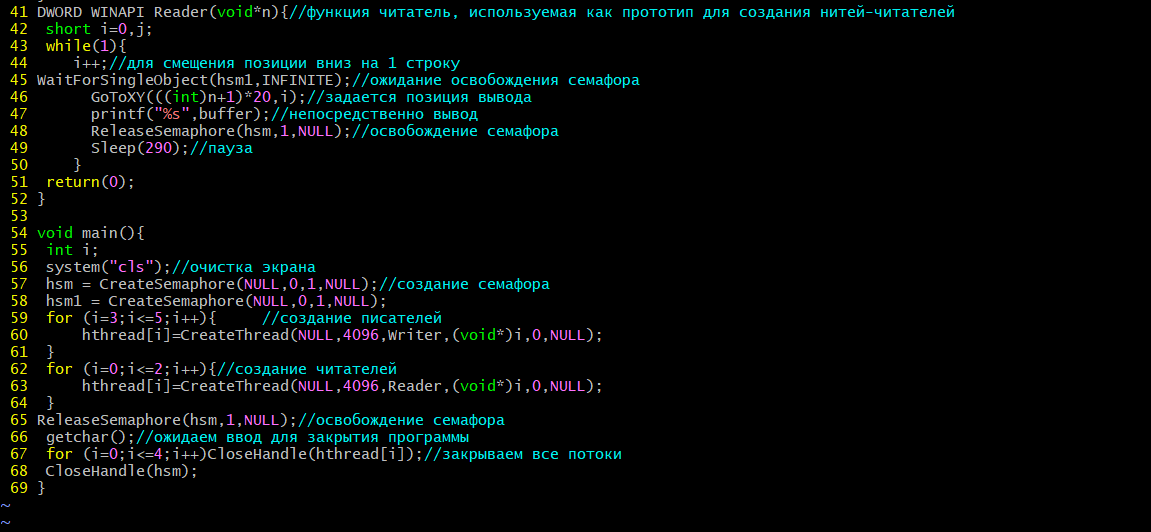 41 DWORD WINAPI Reader(void*n){//функция читатель, используемая как прототип для создания нитей-читателей
42  short i=0,j;
43  while(1){
44     i++;//для смещения позиции вниз на 1 строку
45 WaitForSingleObject(hsm1,INFINITE);//ожидание освобождения семафора
46       GoToXY(((int)n+1)*20,i);//задается позиция вывода
47       printf("%s",buffer);//непосредственно вывод
48       ReleaseSemaphore(hsm,1,NULL);//освобождение семафора
49       Sleep(290);//пауза
50     }
51  return(0);
52 }
53
54 void main(){
55  int i;
56  system("cls");//очистка экрана
57  hsm = CreateSemaphore(NULL,0,1,NULL);//создание семафора
58  hsm1 = CreateSemaphore(NULL,0,1,NULL);
59  for (i=3;i<=5;i++){     //создание писателей
60      hthread[i]=CreateThread(NULL,4096,Writer,(void*)i,0,NULL);
61  }
62  for (i=0;i<=2;i++){//создание читателей
63      hthread[i]=CreateThread(NULL,4096,Reader,(void*)i,0,NULL);
64  }
65 ReleaseSemaphore(hsm,1,NULL);//освобождение семафора
66  getchar();//ожидаем ввод для закрытия программы
67  for (i=0;i<=4;i++)CloseHandle(hthread[i]);//закрываем все потоки
68  CloseHandle(hsm);
69 }
~
~